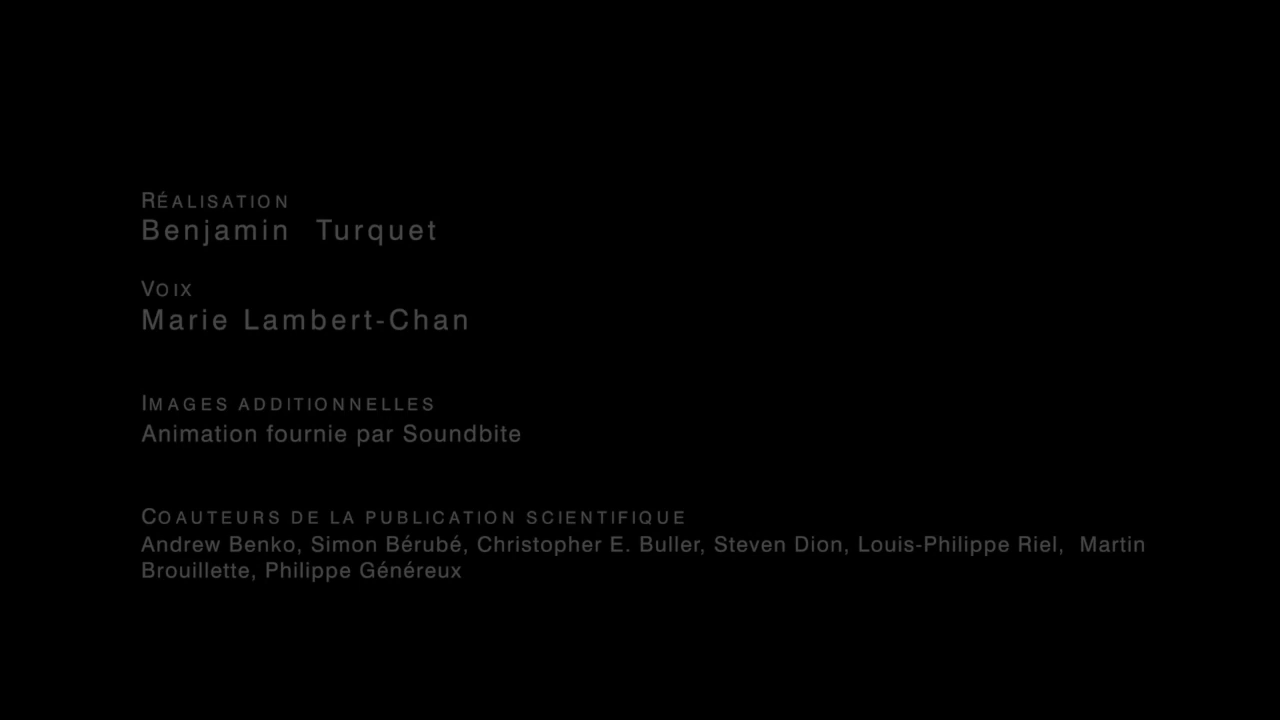 RÉALISATION
Benjamin Turquet
VOIX
Marie Lambert-Chan
IMAGES ADDITIONNELLES
Animation fournie par Soundbite
COAUTEURS DE LA PUBLICATION SCIENTIFIQUE
Andrew Benko, Simon Bérubé, Christopher E. Buller, Steven Dion, Louis-Philippe Riel, Martin
Brouillette, Philippe Généreux